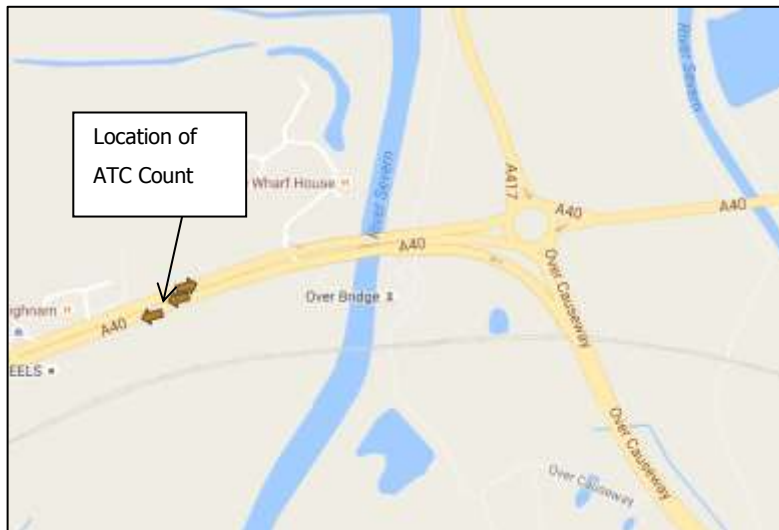 Location of
ATC Count
River Severn
River Severn
Wharf House
A417
A40
A40
A40
Over Bridge
A40
Over Causeway
EELS
Over Causeway
Over Causeway